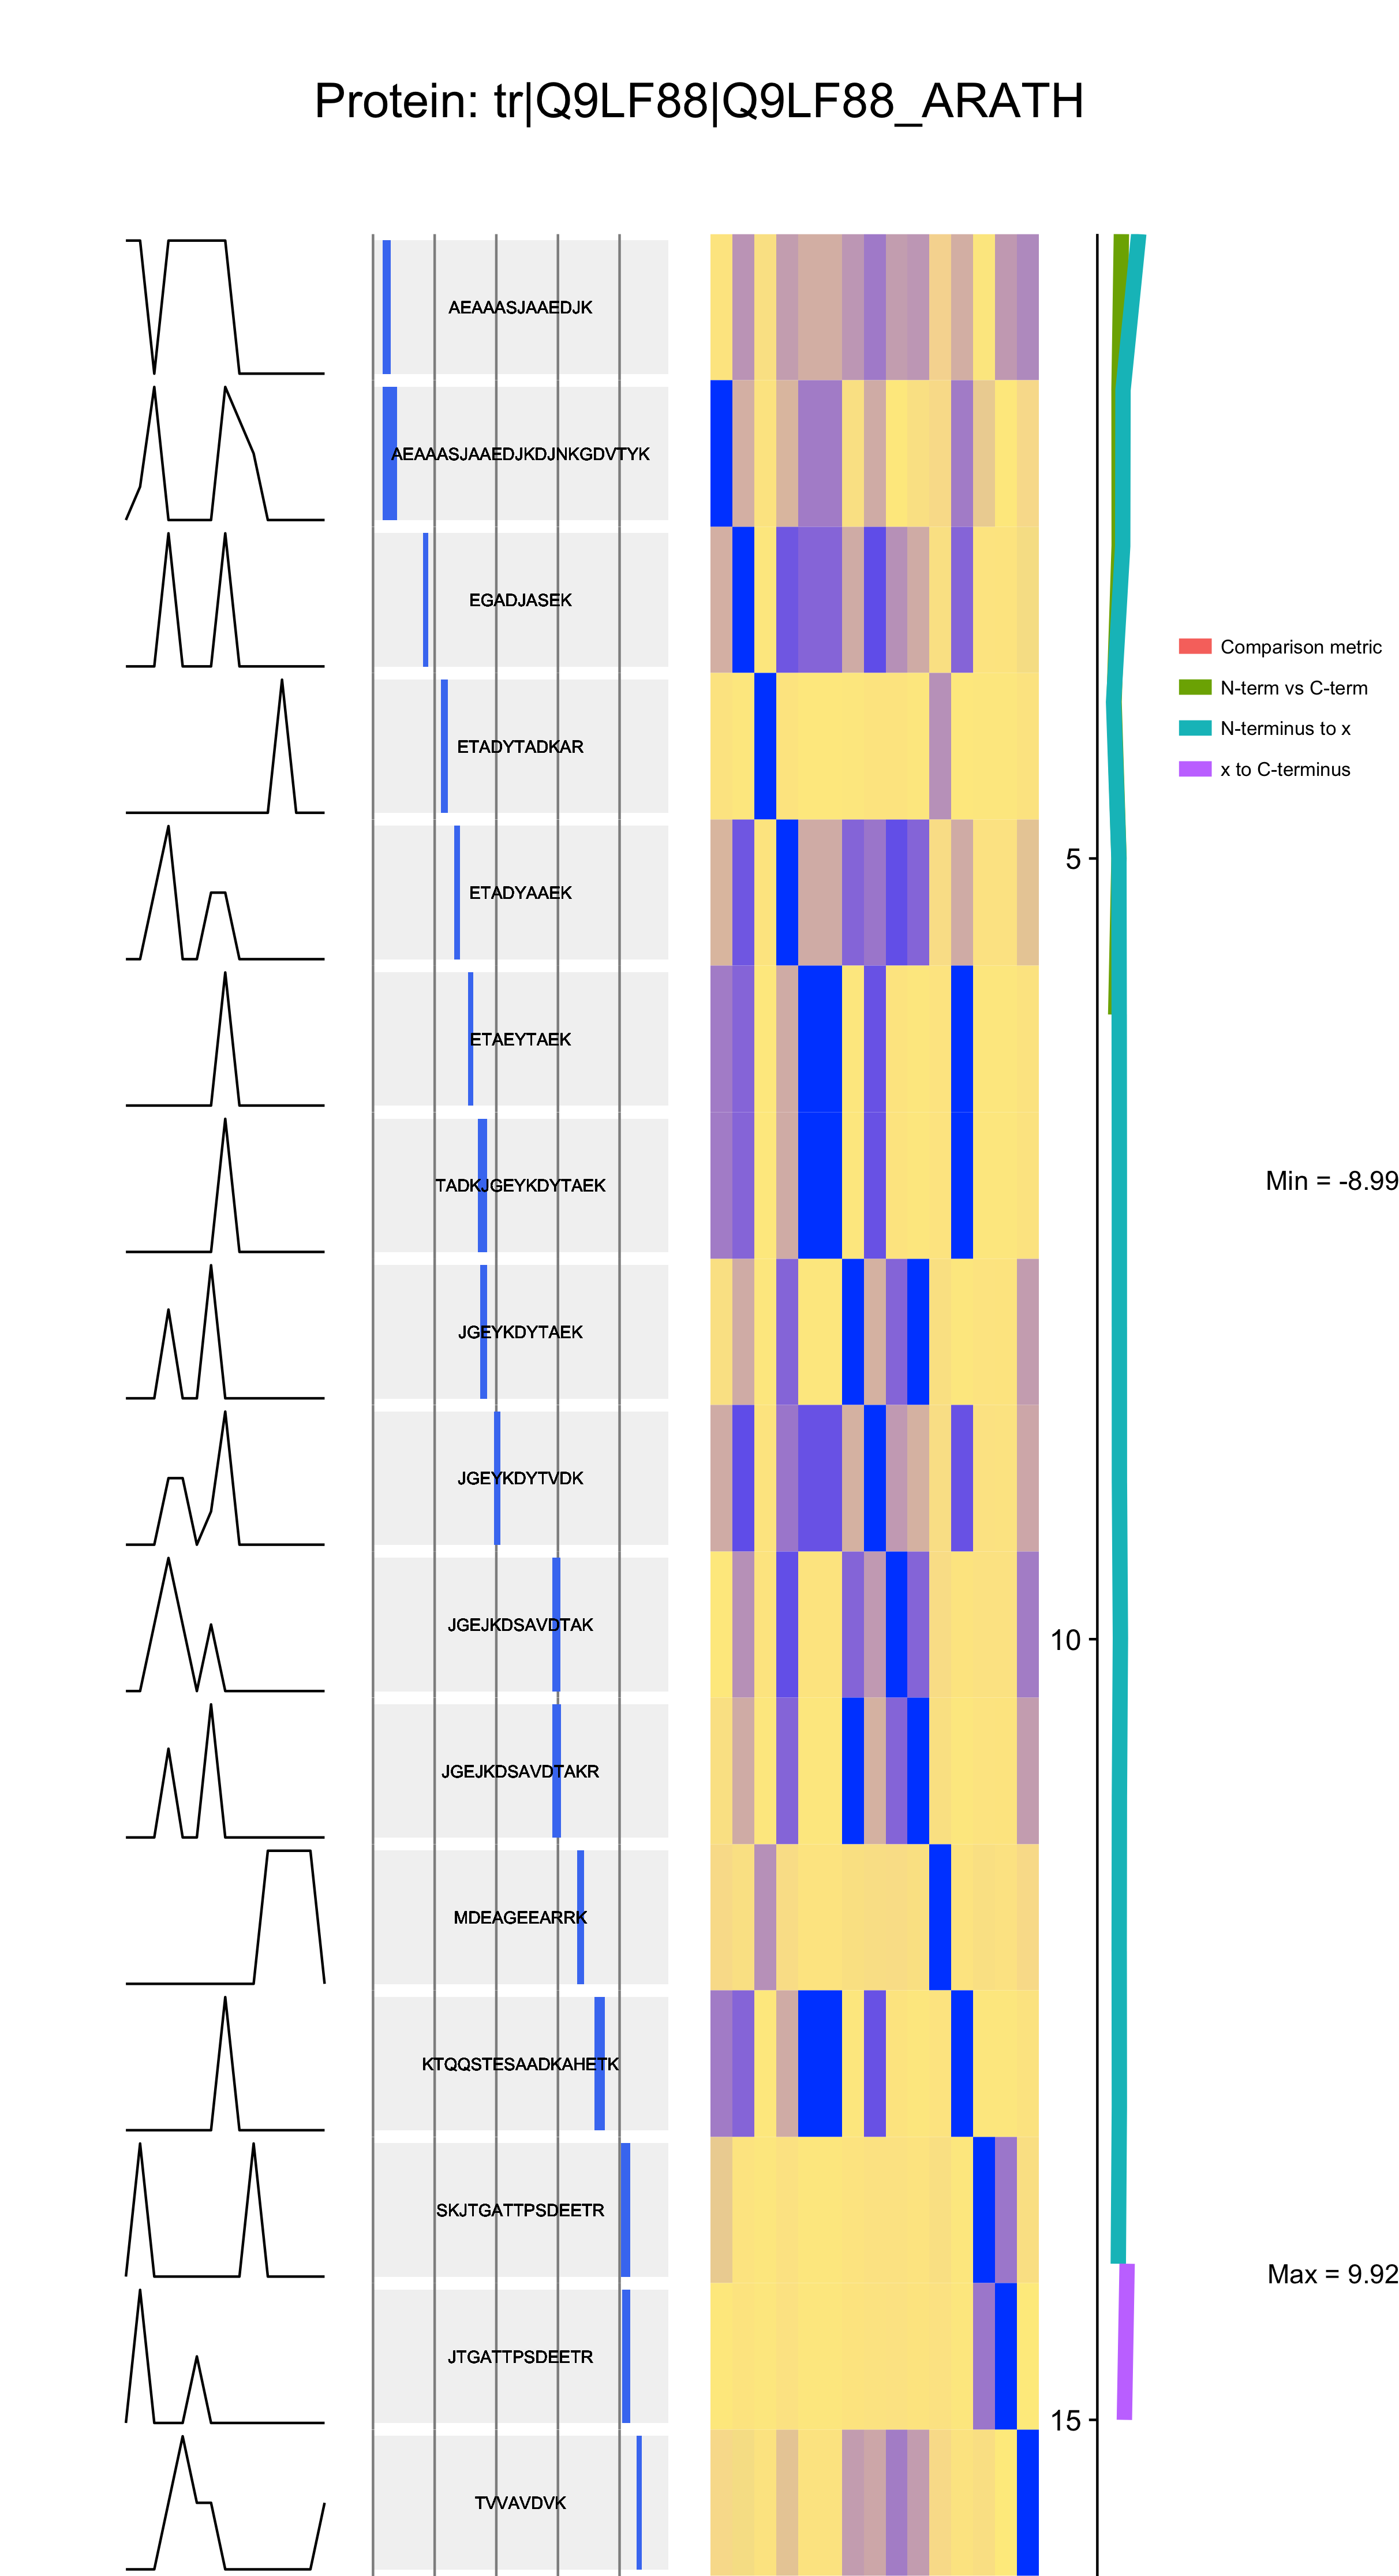 Protein: tr|Q9LF88|Q9LF88_ARATH
AEAAASJAAEDJK
AEAAASJAAEDJKDJNKGDVTYK
EGADJASEK
Comparison metric
N-term vs C-term
N-terminus to x
x to C-terminus
ETADYTADKAR
5
ETADYAAEK
ETAEYTAEK
TADKJGEYKDYTAEK
Min = -8.99
JGEYKDYTAEK
JGEYKDYTVDK
JGEJKDSAVDTAK
10
JGEJKDSAVDTAKR
MDEAGEEARRK
KTQQSTESAADKAHETK
SKJTGATTPSDEETR
Max = 9.92
JTGATTPSDEETR
15
TVVAVDVK